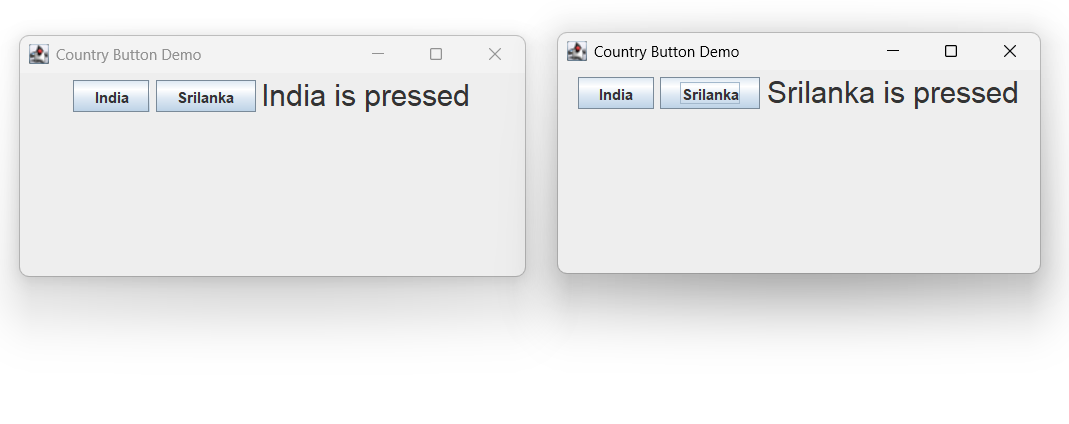 Country Button Demo
India Srilanka India is pressed
Country Button Demo
India Srilanka Srilanka is pressed